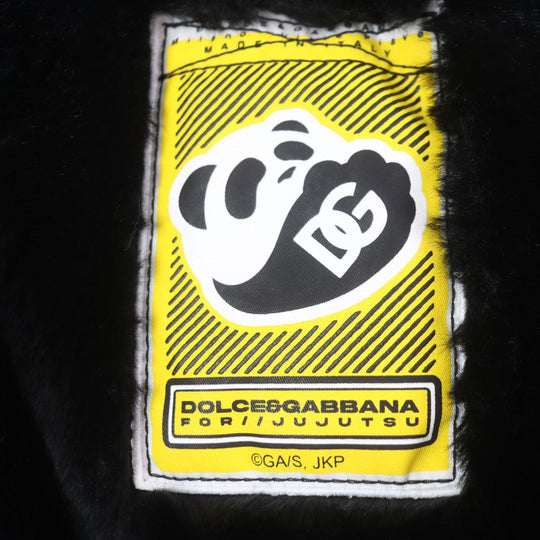 MADE IN ITALY
DG
DOLCE&GABBANA
FOR///JUJUTSU
©GA/S, JKP